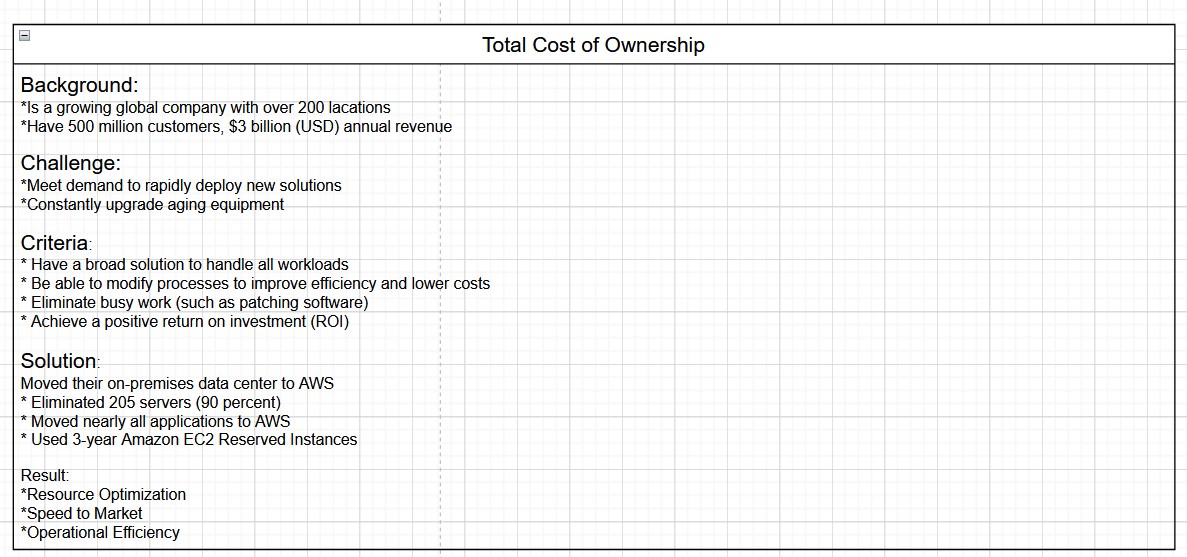 Total Cost of Ownership
Background:
*Is a growing global company with over 200 lacations
*Have 500 million customers, $3 billion (USD) annual revenue
Challenge:
*Meet demand to rapidly deploy new solutions
*Constantly upgrade aging equipment
Criteria:
* Have a broad solution to handle all workloads
* Be able to modify processes to improve efficiency and lower costs
* Eliminate busy work (such as patching software)
* Achieve a positive return on investment (ROI)
Solution:
Moved their on-premises data center to AWS
* Eliminated 205 servers (90 percent)
* Moved nearly all applications to AWS
* Used 3-year Amazon EC2 Reserved Instances
Result:
*Resource Optimization
*Speed to Market
*Operational Efficiency